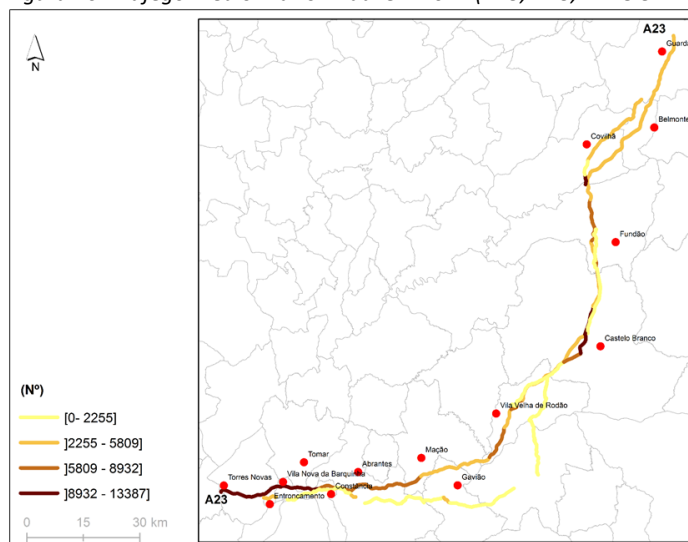 A23
Guarda
Belmonte
Covilhã
Fundão
Castelo Branco
Vila Velha de Rodão
Mação
Gavião
Tomar
Abrantes
Vila Nova da Barquinha
Torres Novas
Constância
Entroncamento
A23
N
(Nº)
[0- 2255]
]2255 - 5809]
]5809 - 8932]
]8932 - 13387]
0 15 30 km